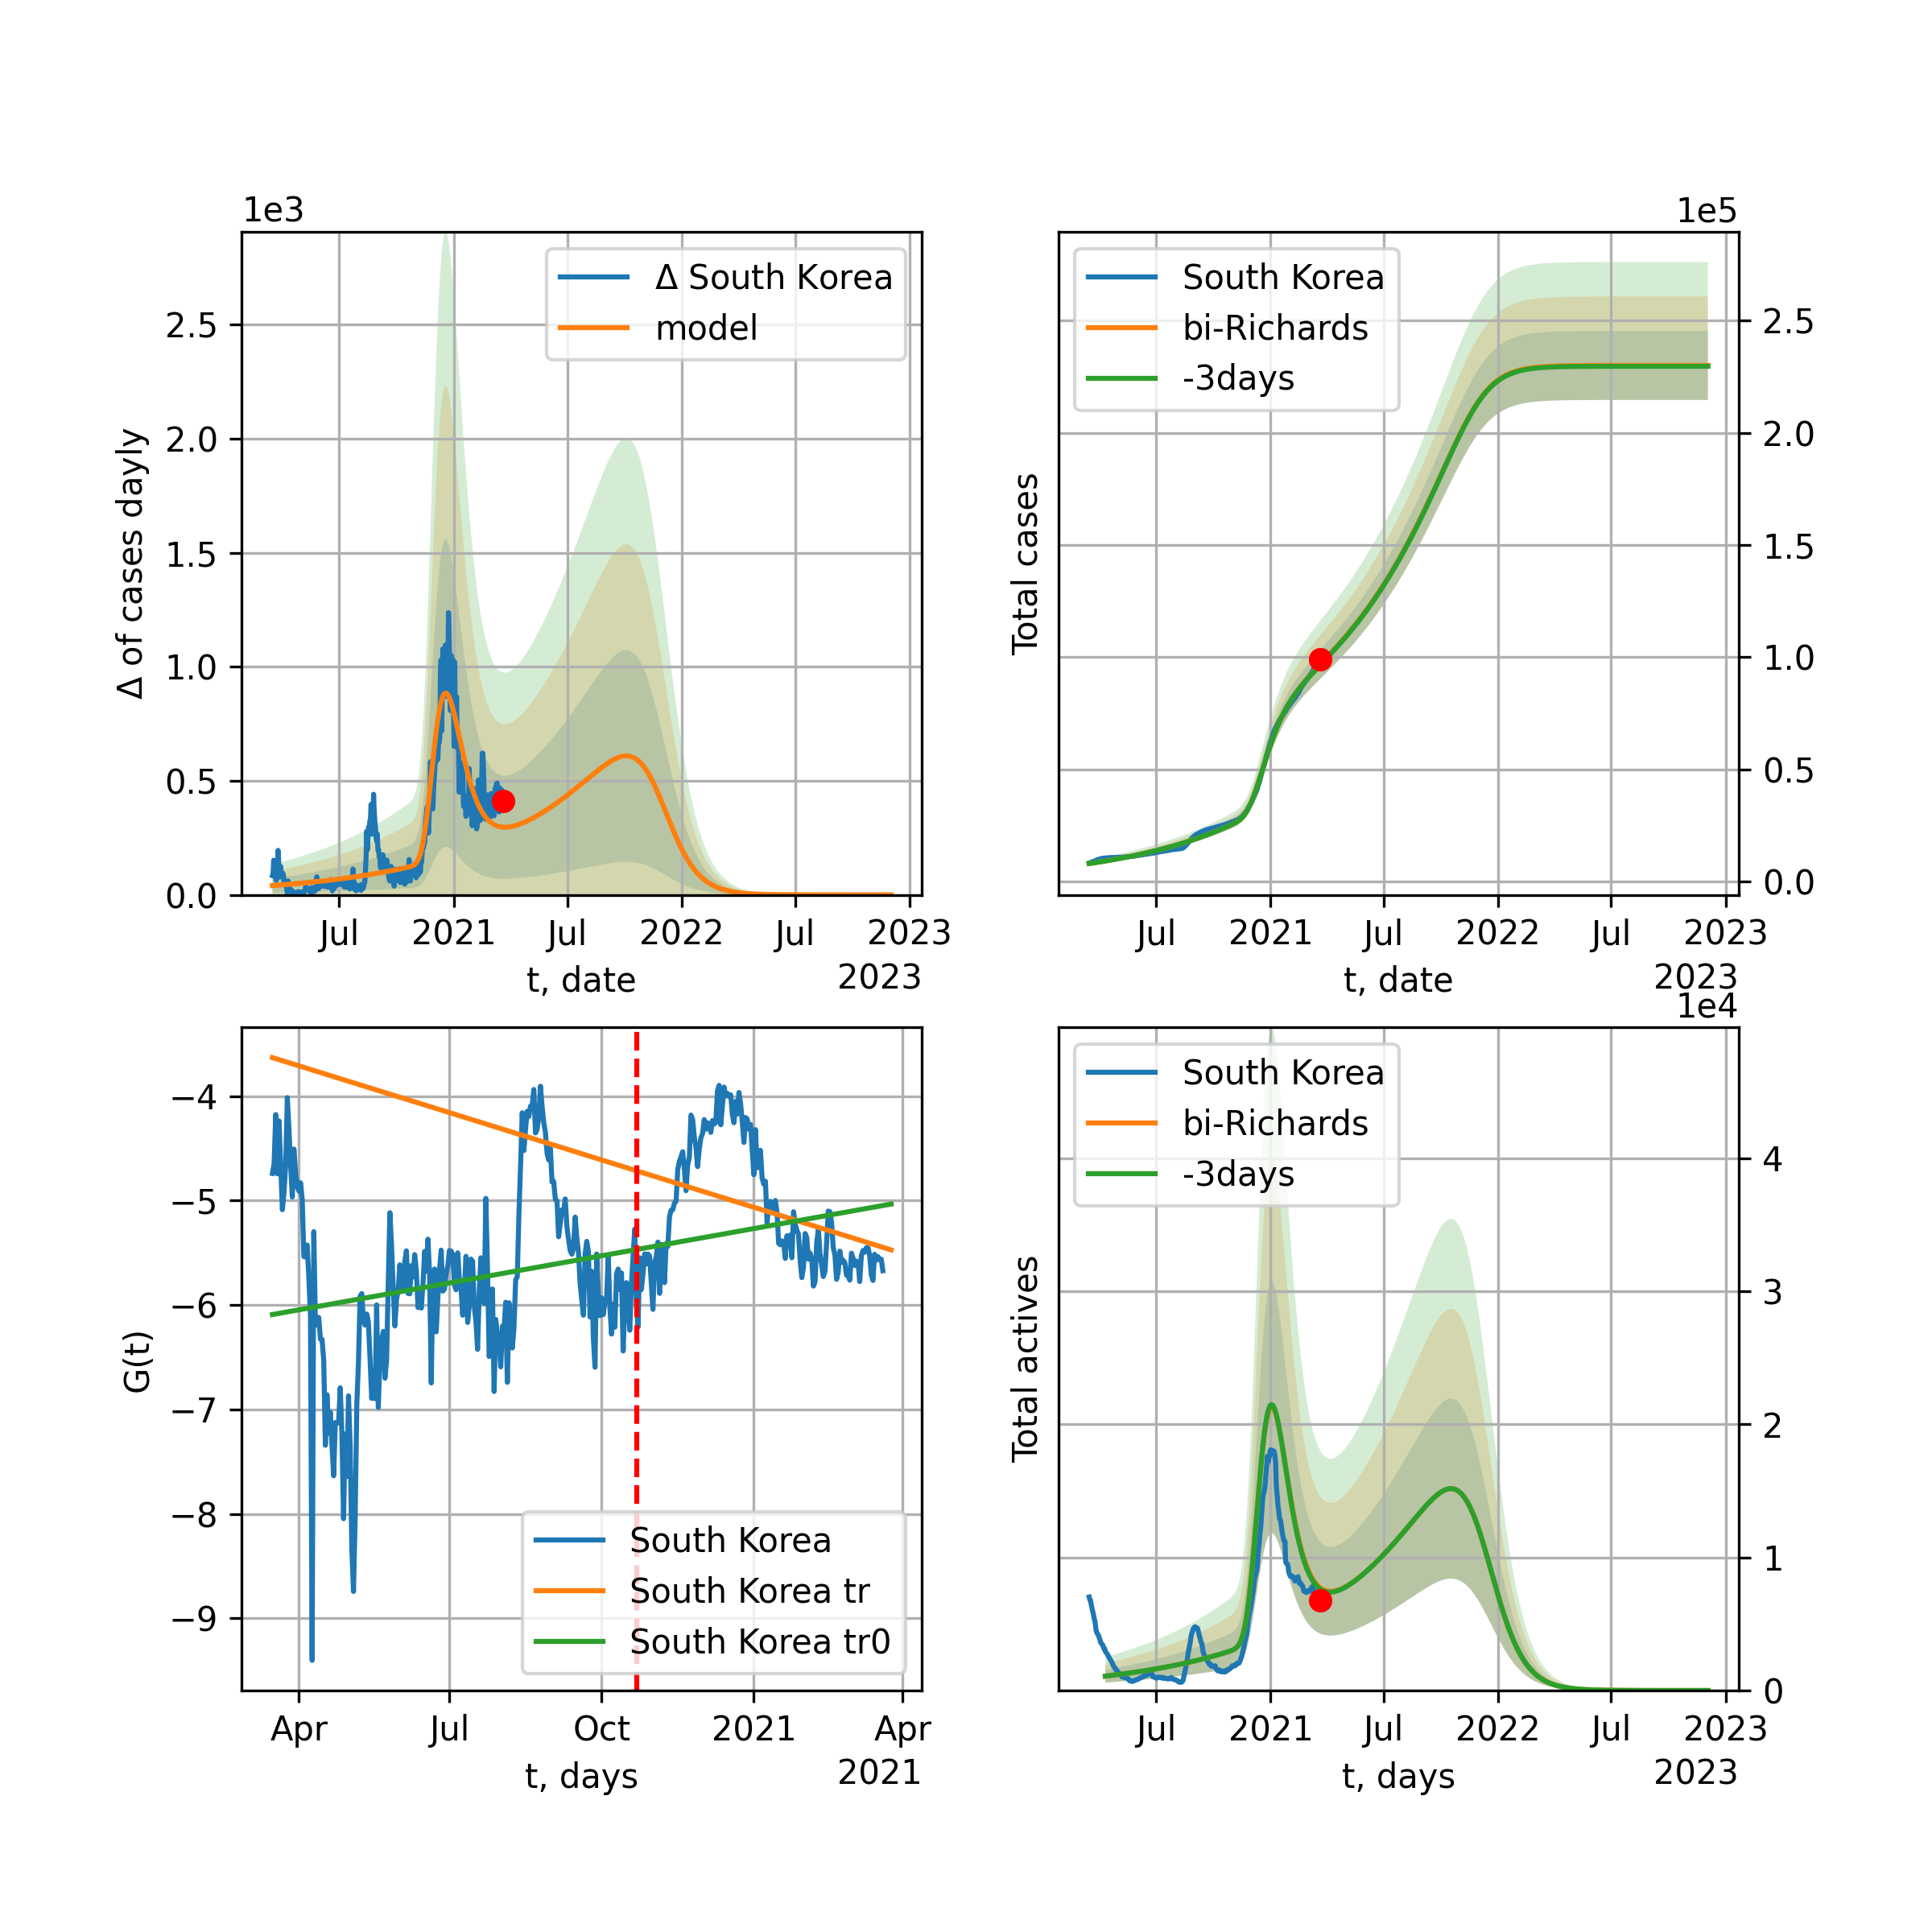 1e3
Δ of cases dayly
2.5
2.0
1.5
1.0
0.5
0.0
Δ South Korea
model
Jul
2021
Jul
2022
Jul
2023
t, date
2023
1e5
Total cases
South Korea
bi-Richards
-3days
2.5
2.0
1.5
1.0
0.5
0.0
Jul
2021
Jul
2022
Jul
2023
t, date
2023
G(t)
−4
−5
−6
−7
−8
−9
South Korea
South Korea tr
South Korea tr0
Apr
Jul
Oct
2021
Apr
t, days
2021
1e4
Total actives
South Korea
bi-Richards
-3days
4
3
2
1
0
Jul
2021
Jul
2022
Jul
2023
t, days
2023